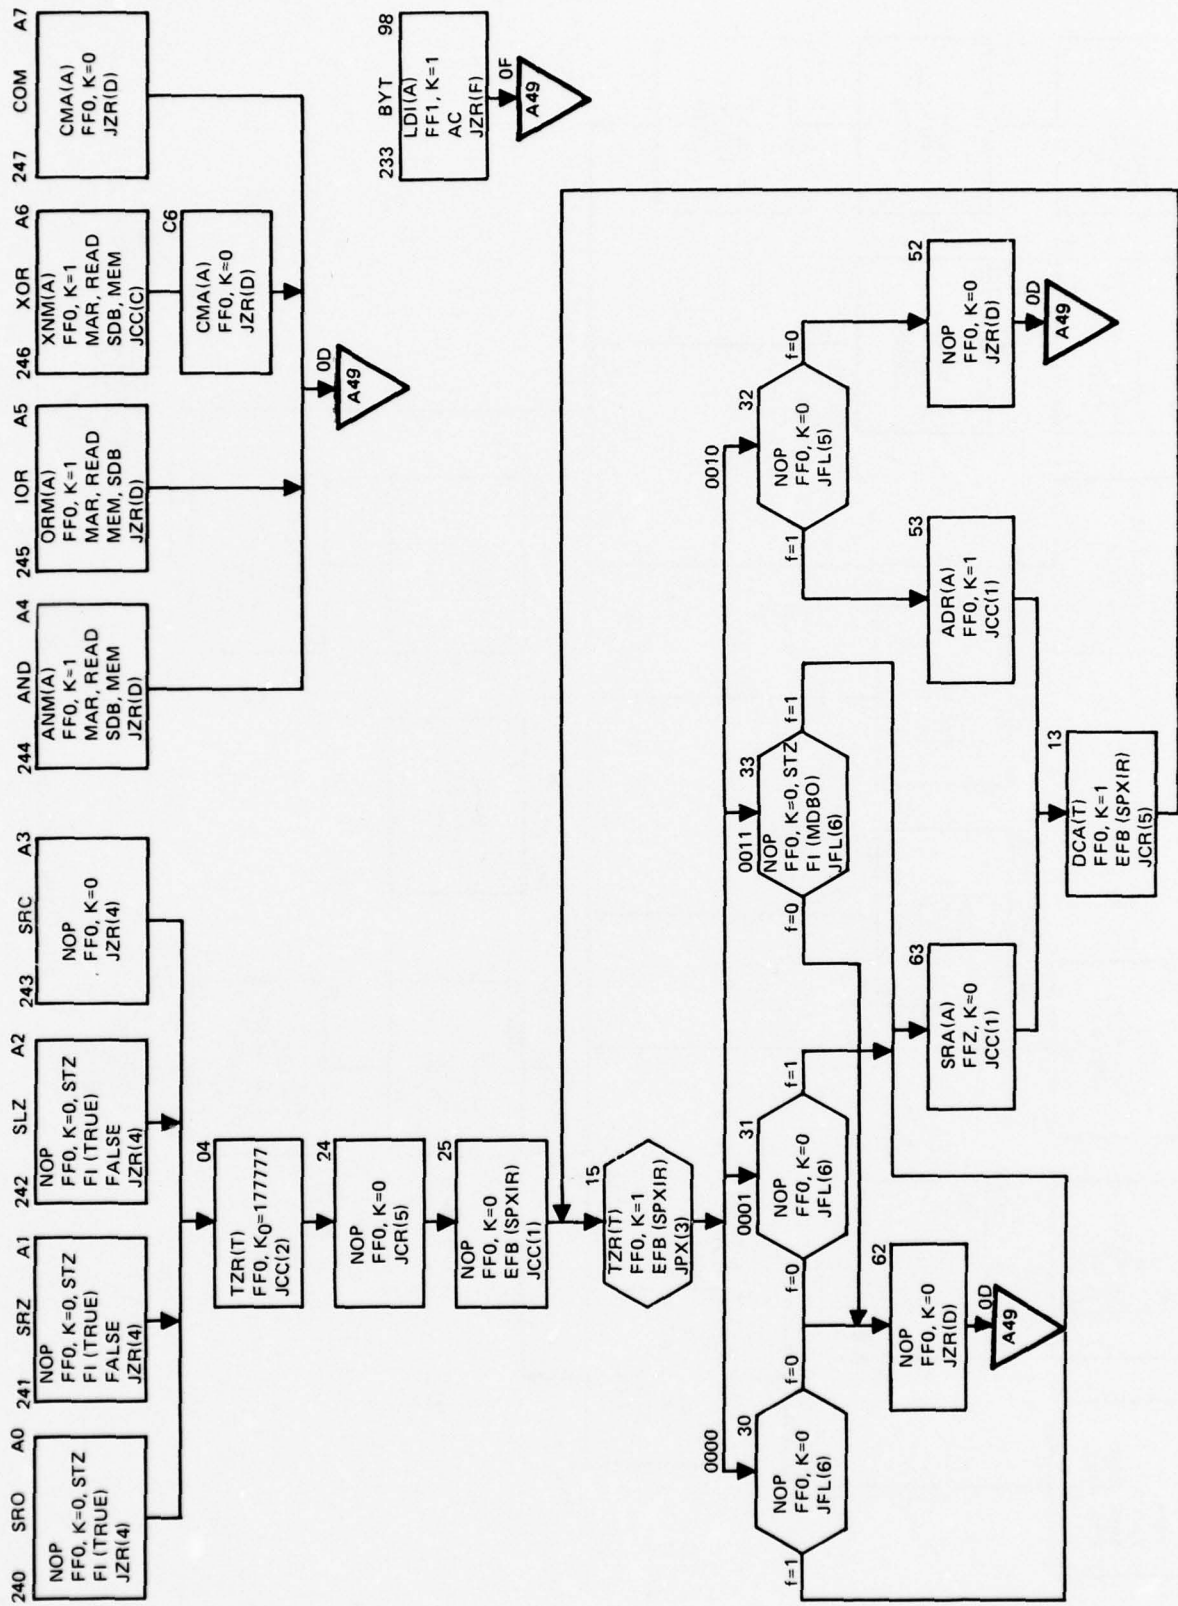 240 SRO A0
NOP
FF0, K=0, STZ
FI (TRUE)
JZR(4)
241 SRZ A1
NOP
FF0, K=0, STZ
FI (TRUE)
FALSE
JZR(4)
242 SLZ A2
NOP
FF0, K=0, STZ
FI (TRUE)
FALSE
JZR(4)
243 SRC A3
NOP
FF0, K=0
JZR(4)
244 AND A4
ANM(A)
FF0, K=1
MAR, READ
SDB, MEM
JZR(D)
245 IOR A5
ORM(A)
FF0, K=1
MAR, READ
MEM, SDB
JZR(D)
246 XOR A6
XNM(A)
FF0, K=1
MAR, READ
SDB, MEM
JCC(C)
247 COM A7
CMA(A)
FF0, K=0
JZR(D)
C6
CMA(A)
FF0, K=0
JZR(D)
0D
A49
233 BYT 98
LDI(A)
FF1, K=1
AC
JZR(F)
0F
A49
04
TZR(T)
FF0, K0=177777
JCC(2)
24
NOP
FF0, K=0
JCR(5)
25
NOP
FF0, K=0
EFB (SPXIR)
JCC(1)
15
TZR(T)
FF0, K=1
EFB (SPXIR)
JPX(3)
0000
30
NOP
FF0, K=0
JFL(6)
f=1
f=0
0001
31
NOP
FF0, K=0
JFL(6)
f=0
f=1
0011
33
NOP
FF0, K=0, STZ
FI (MDBO)
JFL(6)
f=0
f=1
0010
32
NOP
FF0, K=0
JFL(5)
f=1
f=0
62
NOP
FF0, K=0
JZR(D)
0D
A49
63
SRA(A)
FFZ, K=0
JCC(1)
53
ADR(A)
FF0, K=1
JCC(1)
52
NOP
FF0, K=0
JZR(D)
0D
A49
13
DCA(T)
FF0, K=1
EFB (SPXIR)
JCR(5)